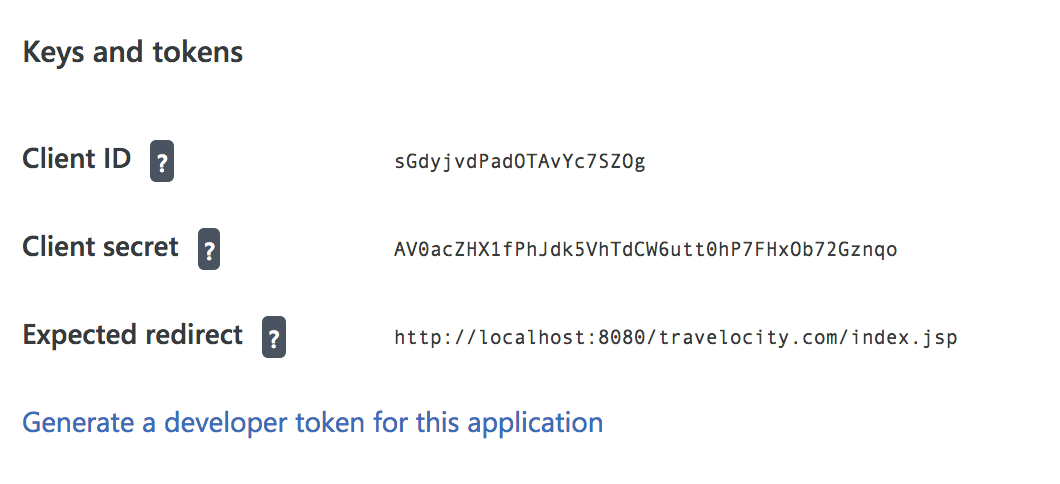 Keys and tokens
Client ID ? sGdyjvdPadOTAvYc7SZOg
Client secret ? AV0acZHX1fPhJdk5VhTdCW6utt0hP7FHxOb72Gznqo
Expected redirect ? http://localhost:8080/travelocity.com/index.jsp
Generate a developer token for this application